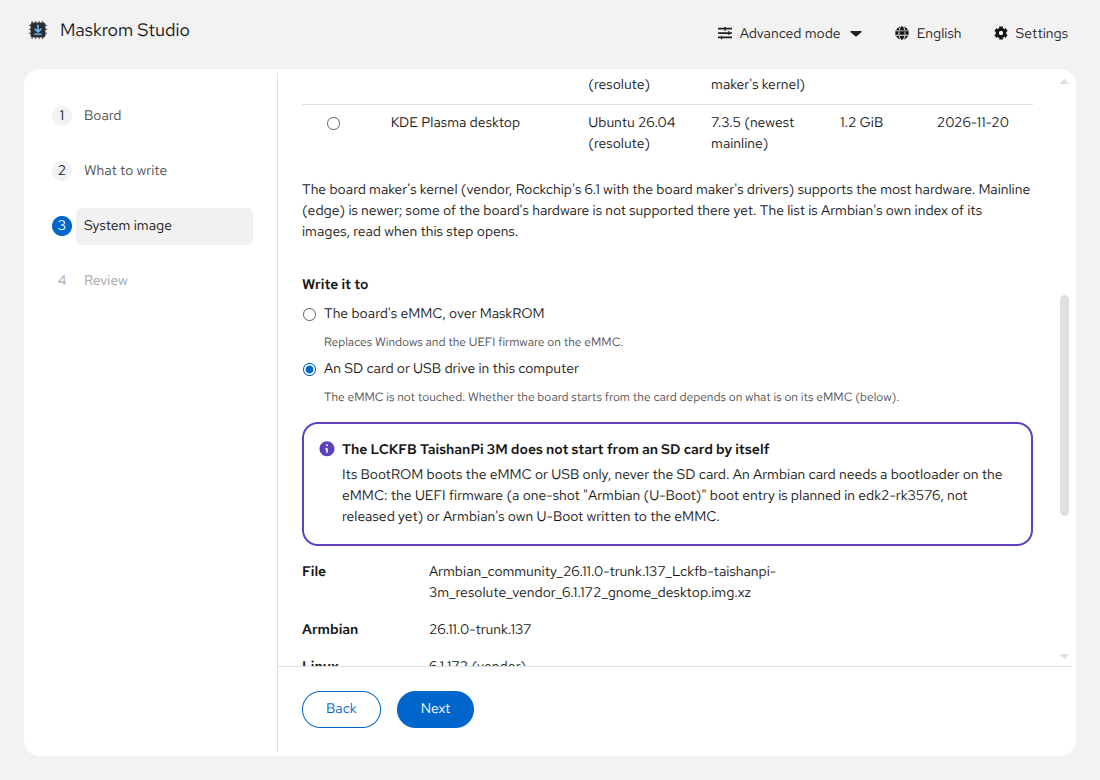 Maskrom Studio
Advanced mode
English
Settings
1 Board
2 What to write
3 System image
4 Review
(resolute) maker's kernel)
KDE Plasma desktop Ubuntu 26.04 7.3.5 (newest 1.2 GiB 2026-11-20
(resolute) mainline)
The board maker's kernel (vendor, Rockchip's 6.1 with the board maker's drivers) supports the most hardware. Mainline
(edge) is newer; some of the board's hardware is not supported there yet. The list is Armbian's own index of its
images, read when this step opens.
Write it to
The board's eMMC, over MaskROM
Replaces Windows and the UEFI firmware on the eMMC.
An SD card or USB drive in this computer
The eMMC is not touched. Whether the board starts from the card depends on what is on its eMMC (below).
The LCKFB TaishanPi 3M does not start from an SD card by itself
Its BootROM boots the eMMC or USB only, never the SD card. An Armbian card needs a bootloader on the
eMMC: the UEFI firmware (a one-shot "Armbian (U-Boot)" boot entry is planned in edk2-rk3576, not
released yet) or Armbian's own U-Boot written to the eMMC.
File Armbian_community_26.11.0-trunk.137_Lckfb-taishanpi-
3m_resolute_vendor_6.1.172_gnome_desktop.img.xz
Armbian 26.11.0-trunk.137
Linux 6.1.172 (vendor)
Back
Next